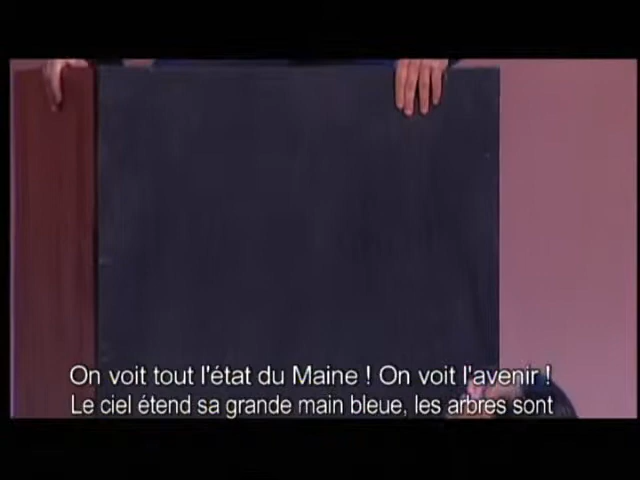 On voit tout l'état du Maine ! On voit l'avenir !
Le ciel étend sa grande main bleue, les arbres sont